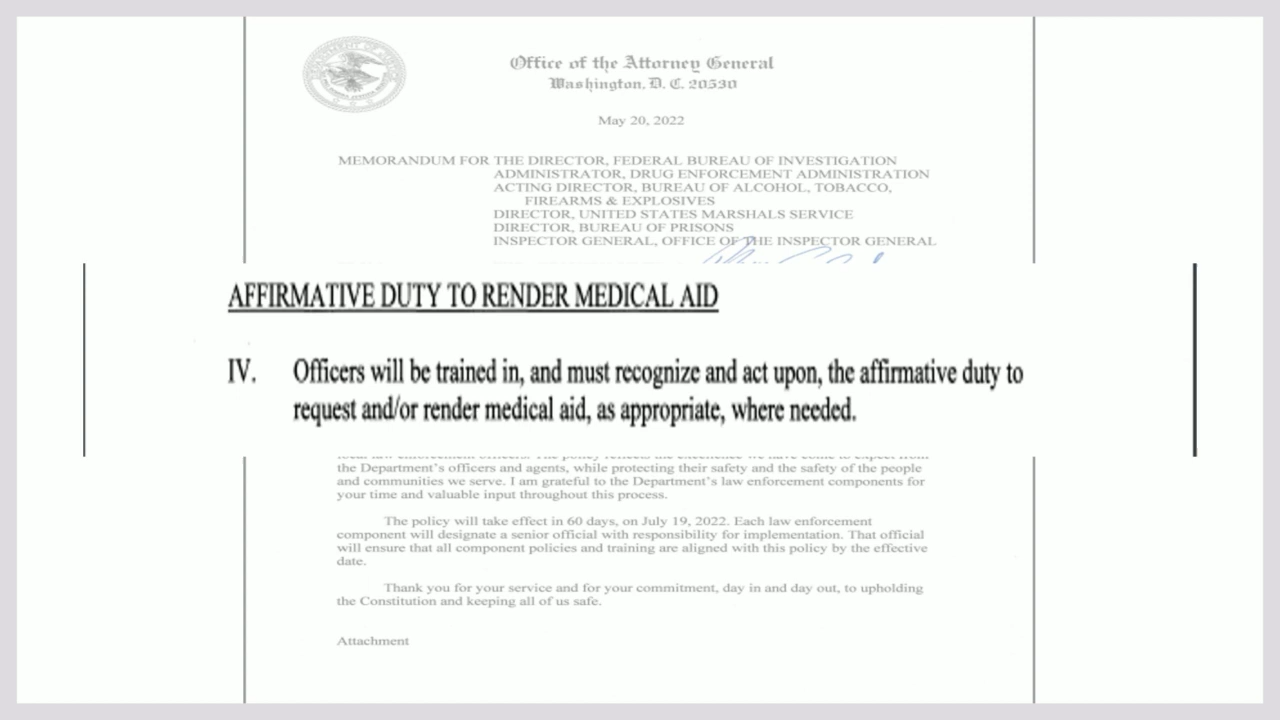 Office of the Attorney General
Washington, D. C. 20530
May 20, 2022
MEMORANDUM FOR THE DIRECTOR, FEDERAL BUREAU OF INVESTIGATION
ADMINISTRATOR, DRUG ENFORCEMENT ADMINISTRATION
ACTING DIRECTOR, BUREAU OF ALCOHOL, TOBACCO,
FIREARMS & EXPLOSIVES
DIRECTOR, UNITED STATES MARSHALS SERVICE
DIRECTOR, BUREAU OF PRISONS
INSPECTOR GENERAL, OFFICE OF THE INSPECTOR GENERAL
AFFIRMATIVE DUTY TO RENDER MEDICAL AID
IV. Officers will be trained in, and must recognize and act upon, the affirmative duty to
request and/or render medical aid, as appropriate, where needed.
the Department's officers and agents, while protecting their safety and the safety of the people
and communities we serve. I am grateful to the Department's law enforcement components for
your time and valuable input throughout this process.
The policy will take effect in 60 days, on July 19, 2022. Each law enforcement
component will designate a senior official with responsibility for implementation. That official
will ensure that all component policies and training are aligned with this policy by the effective
date.
Thank you for your service and for your commitment, day in and day out, to upholding
the Constitution and keeping all of us safe.
Attachment